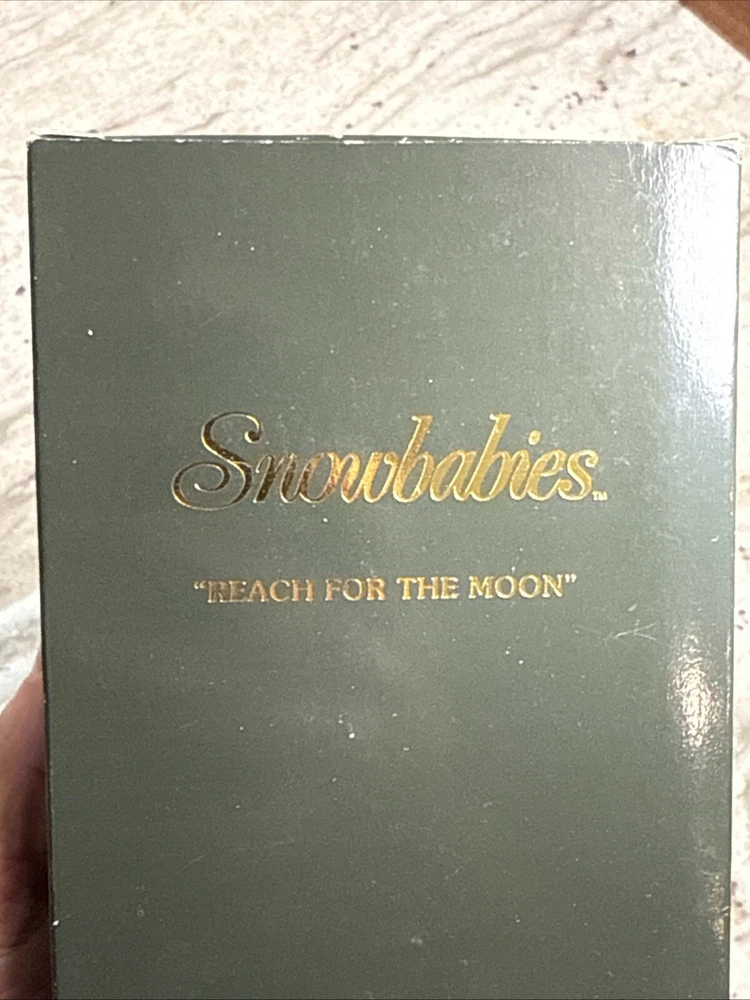 Snowbabies™
“REACH FOR THE MOON”